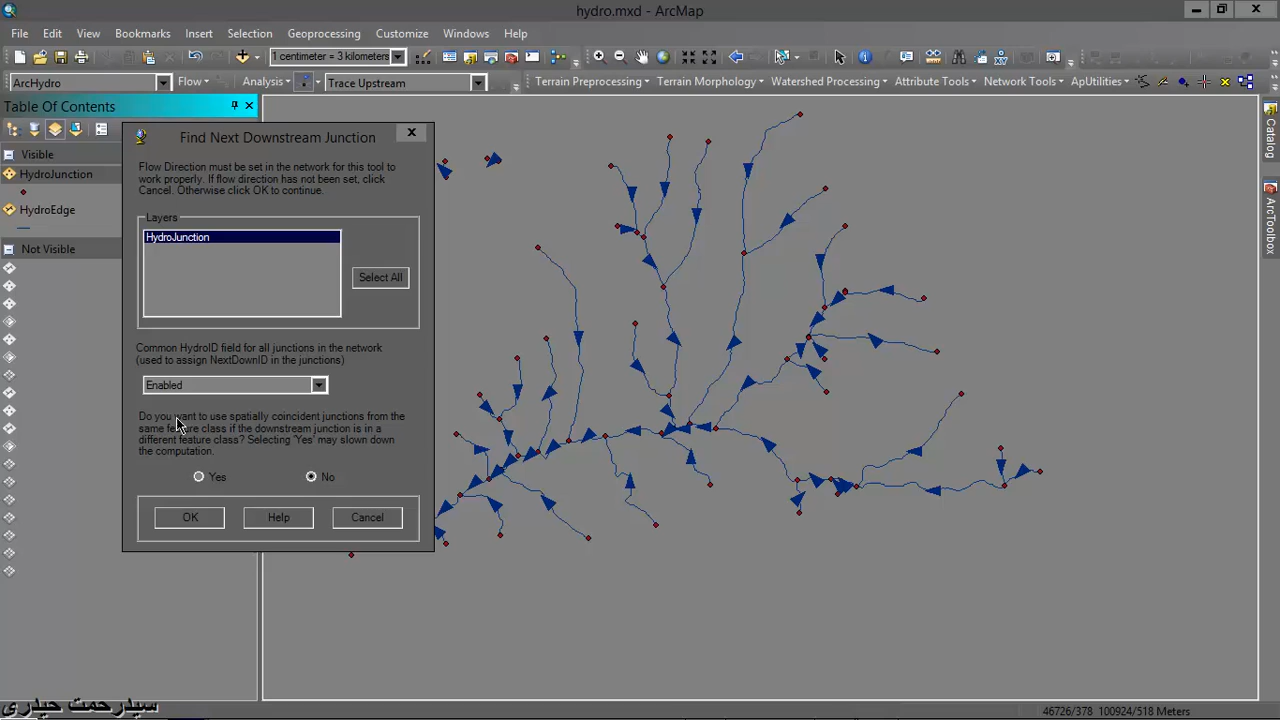 hydro.mxd - ArcMap
File Edit View Bookmarks Insert Selection Geoprocessing Customize Windows Help
1 centimeter = 3 kilometers
ArcHydro Flow Analysis Trace Upstream Terrain Preprocessing Terrain Morphology Watershed Processing Attribute Tools Network Tools ApUtilities
Table Of Contents
Visible
HydroJunction
HydroEdge
Not Visible
Find Next Downstream Junction
Flow Direction must be set in the network for this tool to
work properly. If flow direction has not been set, click
Cancel. Otherwise click OK to continue.
Layers
HydroJunction
Select All
Common HydroID field for all junctions in the network
(used to assign NextDownID in the junctions)
Enabled
Do you want to use spatially coincident junctions from the
same feature class if the downstream junction is in a
different feature class? Selecting 'Yes' may slown down
the computation.
Yes No
OK Help Cancel
Catalog
ArcToolbox
سیدرحمت حیدری
46726/378 100924/518 Meters